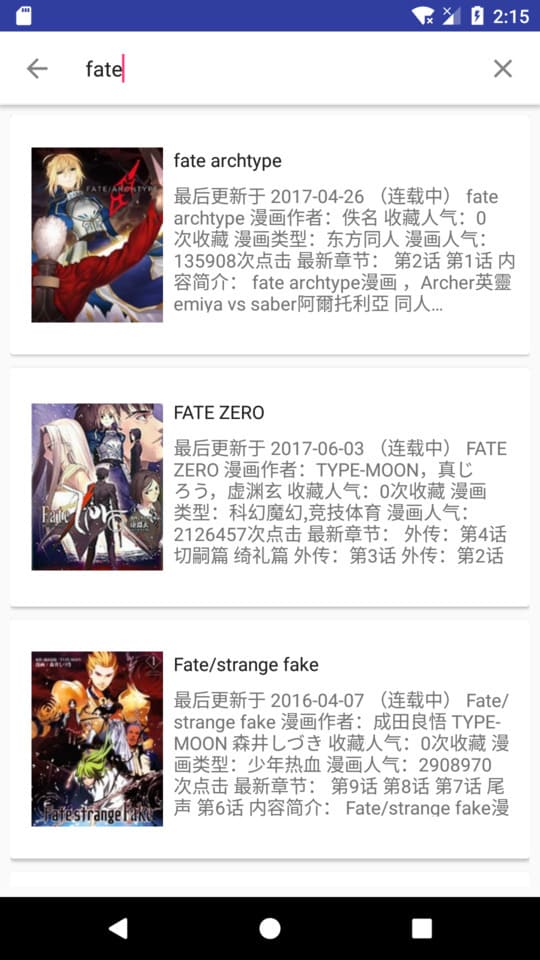 2:15
fate
FATE/ARCHTYPE
fate archtype
最后更新于 2017-04-26 （连载中） fate
archtype 漫画作者：佚名 收藏人气：0
次收藏 漫画类型：东方同人 漫画人气：
135908次点击 最新章节： 第2话 第1话 内
容简介： fate archtype漫画 ，Archer英靈
emiya vs saber阿爾托利亞 同人...
FATE ZERO
最后更新于 2017-06-03 （连载中） FATE
ZERO 漫画作者：TYPE-MOON，真じ
ろう，虚渊玄 收藏人气：0次收藏 漫画
类型：科幻魔幻,竞技体育 漫画人气：
2126457次点击 最新章节： 外传：第4话
切嗣篇 绮礼篇 外传：第3话 外传：第2话
Fate/strange fake
最后更新于 2016-04-07 （连载中） Fate/
strange fake 漫画作者：成田良悟 TYPE-
MOON 森井しづき 收藏人气：0次收藏 漫
画类型：少年热血 漫画人气：2908970
次点击 最新章节： 第9话 第8话 第7话 尾
声 第6话 内容简介： Fate/strange fake漫
Fate strange fake